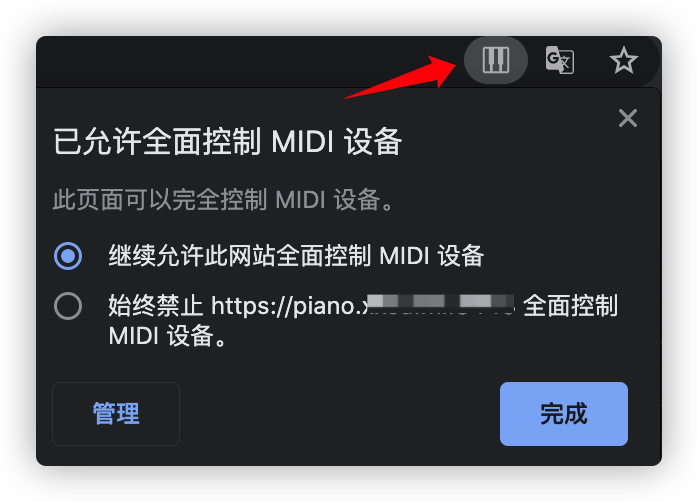 已允许全面控制 MIDI 设备
此页面可以完全控制 MIDI 设备。
继续允许此网站全面控制 MIDI 设备
始终禁止 https://piano. 全面控制
MIDI 设备。
管理
完成